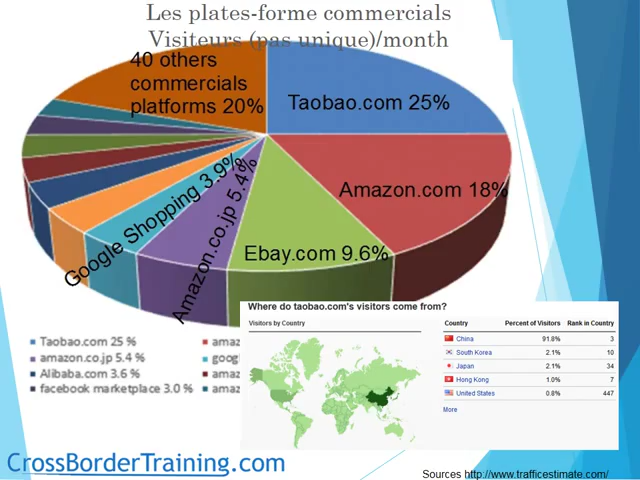 Les plates-forme commercials
Visiteurs (pas unique)/month
40 others
commercials
platforms 20%
Taobao.com 25%
Amazon.com 18%
Ebay.com 9.6%
Amazon.co.jp 5.4%
Google Shopping 3.9%
Taobao.com 25 %
amaz
amazon.co.jp 5.4 %
goog
Alibaba.com 3.6 %
amaz
facebook marketplace 3.0 %
amaz
Where do taobao.com's visitors come from?
Visitors by Country
Country Percent of Visitors Rank in Country
China 91.8% 3
South Korea 2.1% 10
Japan 2.1% 34
Hong Kong 1.0% 7
United States 0.8% 447
More
CrossBorderTraining.com
Sources http://www.trafficestimate.com/